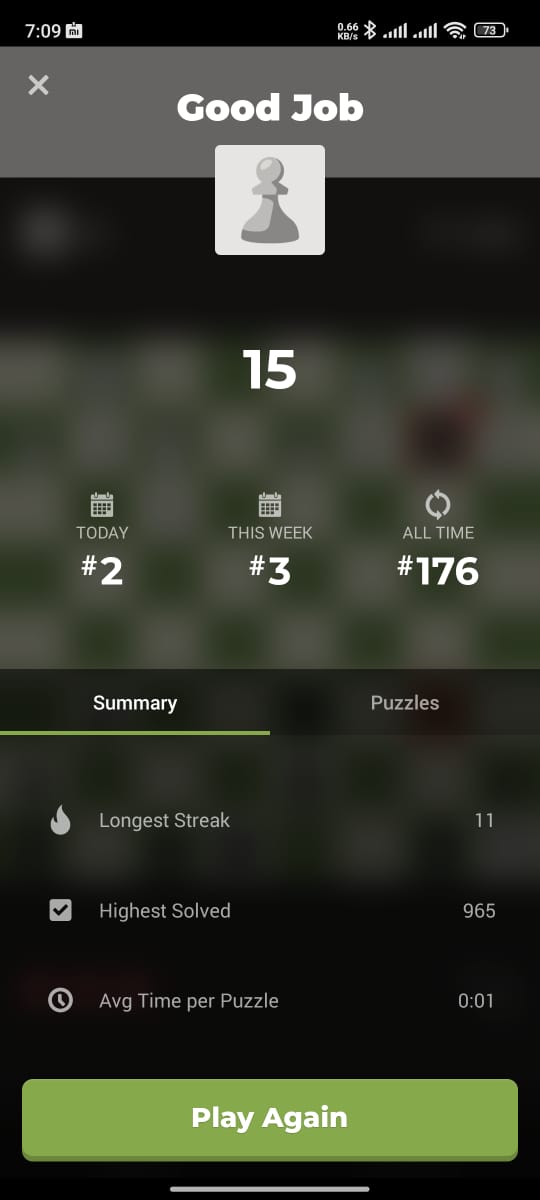 7:09
0.66
KB/s
73
Good Job
15
TODAY
THIS WEEK
ALL TIME
#2
#3
#176
Summary
Puzzles
Longest Streak
11
Highest Solved
965
Avg Time per Puzzle
0:01
Play Again